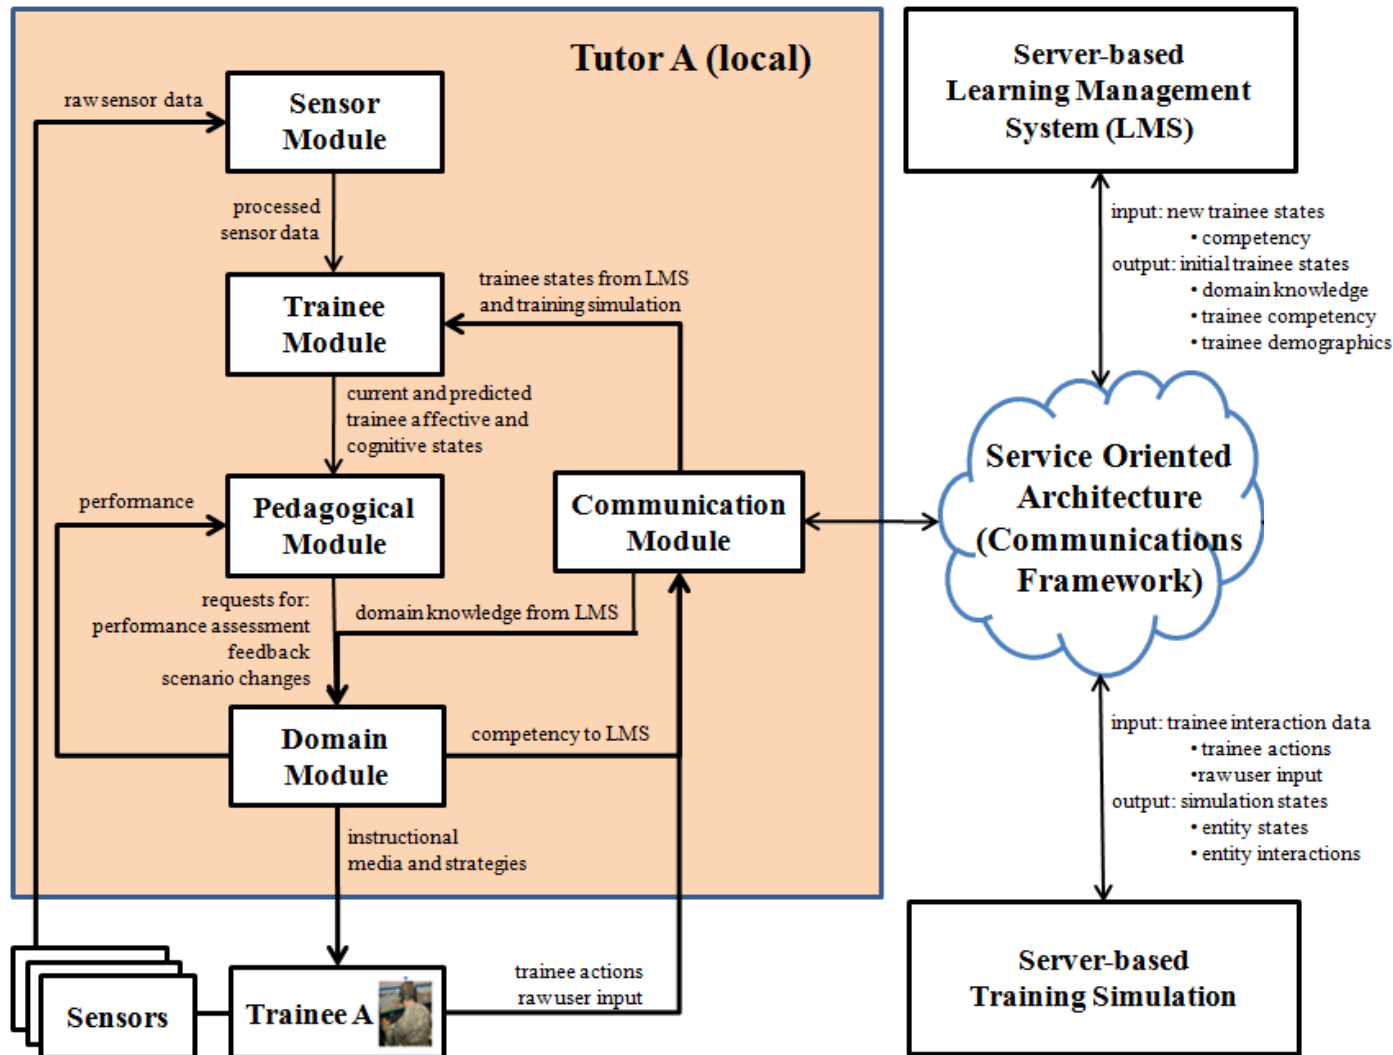 Tutor A (local)
raw sensor data
Sensor
Module
processed
sensor data
trainee states from LMS
and training simulation
Trainee
Module
current and predicted
trainee affective and
cognitive states
performance
Pedagogical
Module
Communication
Module
requests for:
performance assessment
feedback
scenario changes
domain knowledge from LMS
Domain
Module
competency to LMS
instructional
media and strategies
Sensors
Trainee A
trainee actions
raw user input
Server-based
Learning Management
System (LMS)
input: new trainee states
• competency
output: initial trainee states
• domain knowledge
• trainee competency
• trainee demographics
Service Oriented
Architecture
(Communications
Framework)
input: trainee interaction data
• trainee actions
• raw user input
output: simulation states
• entity states
• entity interactions
Server-based
Training Simulation